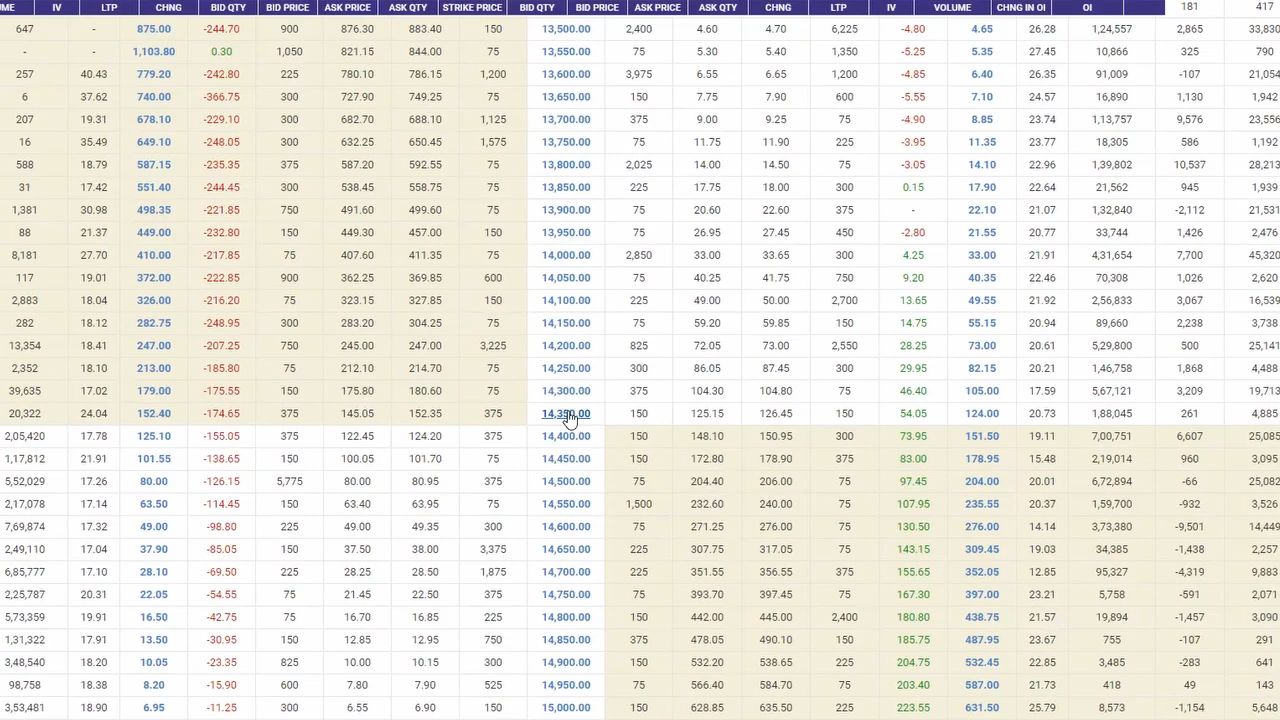 UME IV LTP CHNG BID QTY BID PRICE ASK PRICE ASK QTY STRIKE PRICE BID QTY BID PRICE ASK PRICE ASK QTY CHNG LTP IV VOLUME CHNG IN OI OI 181 417
647 - 875.00 -244.70 900 876.30 883.40 150 13,500.00 2,400 4.60 4.70 6,225 -4.80 4.65 26.28 1,24,557 2,865 33,830
- - 1,103.80 0.30 1,050 821.15 844.00 75 13,550.00 75 5.30 5.40 1,350 -5.25 5.35 27.45 10,866 325 790
257 40.43 779.20 -242.80 225 780.10 786.15 1,200 13,600.00 3,975 6.55 6.65 1,200 -4.85 6.40 26.35 91,009 -107 21,054
6 37.62 740.00 -366.75 300 727.90 749.25 75 13,650.00 150 7.75 7.90 600 -5.55 7.10 24.57 16,890 1,130 1,942
207 19.31 678.10 -229.10 300 682.70 688.10 1,125 13,700.00 375 9.00 9.25 75 -4.90 8.85 23.74 1,13,757 9,576 23,556
16 35.49 649.10 -248.05 300 632.25 650.45 1,575 13,750.00 75 11.75 11.90 225 -3.95 11.35 23.77 18,305 586 1,192
588 18.79 587.15 -235.35 375 587.20 592.55 75 13,800.00 2,025 14.00 14.50 75 -3.05 14.10 22.96 1,39,802 10,537 28,213
31 17.42 551.40 -244.45 300 538.45 558.75 75 13,850.00 225 17.75 18.00 300 0.15 17.90 22.64 21,562 945 1,939
1,381 30.98 498.35 -221.85 750 491.60 499.60 75 13,900.00 75 20.60 22.60 375 - 22.10 21.07 1,32,840 -2,112 21,531
88 21.37 449.00 -232.80 150 449.30 457.00 150 13,950.00 75 26.95 27.45 450 -2.80 21.55 20.77 33,744 1,426 2,476
8,181 27.70 410.00 -217.85 75 407.60 411.35 75 14,000.00 2,850 33.00 33.65 300 4.25 33.00 21.91 4,31,654 7,700 45,320
117 19.01 372.00 -222.85 900 362.25 369.85 600 14,050.00 75 40.25 41.75 750 9.20 40.35 22.46 70,308 1,026 2,620
2,883 18.04 326.00 -216.20 75 323.15 327.85 150 14,100.00 225 49.00 50.00 2,700 13.65 49.55 21.92 2,56,833 3,067 16,539
282 18.12 282.75 -248.95 300 283.20 304.25 75 14,150.00 75 59.20 59.85 150 14.75 55.15 20.94 89,660 2,238 3,738
13,354 18.41 247.00 -207.25 750 245.00 247.00 3,225 14,200.00 825 72.05 73.00 2,550 28.25 73.00 20.61 5,29,800 500 25,141
2,352 18.10 213.00 -185.80 75 212.10 214.70 75 14,250.00 300 86.05 87.45 300 29.95 82.15 20.21 1,46,758 1,868 4,488
39,635 17.02 179.00 -175.55 150 175.80 180.60 75 14,300.00 375 104.30 104.80 75 46.40 105.00 17.59 5,67,121 3,209 19,713
20,322 24.04 152.40 -174.65 375 145.05 152.35 375 14,350.00 150 125.15 126.45 150 54.05 124.00 20.73 1,88,045 261 4,885
2,05,420 17.78 125.10 -155.05 375 122.45 124.20 375 14,400.00 150 148.10 150.95 300 73.95 151.50 19.11 7,00,751 6,607 25,085
1,17,812 21.91 101.55 -138.65 150 100.05 101.70 75 14,450.00 150 172.80 178.90 375 83.00 178.95 15.48 2,19,014 960 3,095
5,52,029 17.26 80.00 -126.15 5,775 80.00 80.95 375 14,500.00 75 204.40 206.00 75 97.45 204.00 20.01 6,72,894 -66 25,082
2,17,078 17.14 63.50 -114.45 150 63.40 63.95 75 14,550.00 1,500 232.60 240.00 75 107.95 235.55 20.37 1,59,700 -932 3,526
7,69,874 17.32 49.00 -98.80 225 49.00 49.35 300 14,600.00 75 271.25 276.00 75 130.50 276.00 14.14 3,73,380 -9,501 14,449
2,49,110 17.04 37.90 -85.05 150 37.50 38.00 3,375 14,650.00 225 307.75 317.05 75 143.15 309.45 19.03 34,385 -1,438 2,257
6,85,777 17.10 28.10 -69.50 225 28.25 28.50 1,875 14,700.00 225 351.55 356.55 375 155.65 352.05 12.85 95,327 -4,319 9,883
2,25,787 20.31 22.05 -54.55 75 21.45 22.50 375 14,750.00 75 393.70 397.45 75 167.30 397.00 23.21 5,758 -591 2,071
5,73,359 19.91 16.50 -42.75 75 16.70 16.85 225 14,800.00 150 442.00 445.00 2,400 180.80 438.75 21.57 19,894 -1,457 3,090
1,31,322 17.91 13.50 -30.95 150 12.85 12.95 750 14,850.00 375 478.05 490.10 150 185.75 487.95 23.67 755 -107 291
3,48,540 18.20 10.05 -23.35 825 10.00 10.15 300 14,900.00 150 532.20 538.65 225 204.75 532.45 22.85 3,485 -283 641
98,758 18.38 8.20 -15.90 600 7.80 7.90 525 14,950.00 75 566.40 584.70 75 203.40 587.00 21.73 418 49 143
3,53,481 18.90 6.95 -11.25 300 6.55 6.90 150 15,000.00 150 628.85 635.50 225 223.55 631.50 25.79 8,573 -1,154 5,648